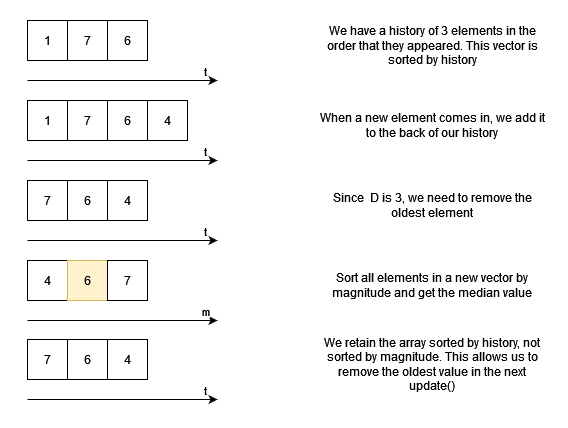 1 7 6
We have a history of 3 elements in the
order that they appeared. This vector is
sorted by history
t
1 7 6 4
When a new element comes in, we add it
to the back of our history
t
7 6 4
Since D is 3, we need to remove the
oldest element
t
4 6 7
Sort all elements in a new vector by
magnitude and get the median value
m
7 6 4
We retain the array sorted by history, not
sorted by magnitude. This allows us to
remove the oldest value in the next
update()
t